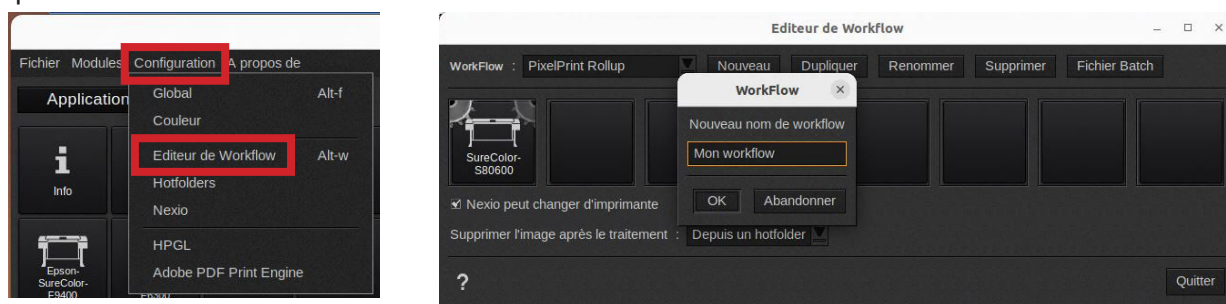 Fichier Modules Configuration A propos de
Application
Global Alt-f
Couleur
Editeur de Workflow Alt-w
Hotfolders
Nexio
HPGL
Adobe PDF Print Engine
Info
Epson-
SureColor-
F9400
F6300
Editeur de Workflow
WorkFlow : PixelPrint Rollup Nouveau Dupliquer Renommer Supprimer Fichier Batch
WorkFlow
Nouveau nom de workflow
Mon workflow
OK Abandonner
SureColor-
S80600
Nexio peut changer d'imprimante
Supprimer l'image après le traitement : Depuis un hotfolder
?
Quitter